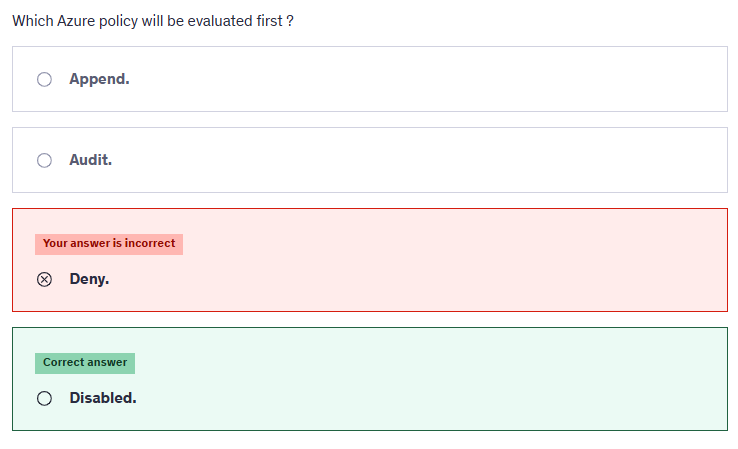 Which Azure policy will be evaluated first ?
Append.
Audit.
Your answer is incorrect
Deny.
Correct answer
Disabled.